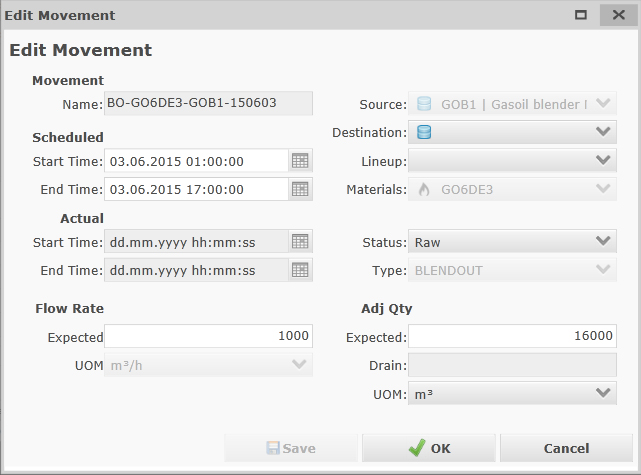 Edit Movement
Edit Movement
Movement
Name: BO-GO6DE3-GOB1-150603
Source: GOB1 | Gasoil blender
Scheduled
Destination:
Start Time: 03.06.2015 01:00:00
Lineup:
End Time: 03.06.2015 17:00:00
Materials: GO6DE3
Actual
Start Time: dd.mm.yyyy hh:mm:ss
Status: Raw
End Time: dd.mm.yyyy hh:mm:ss
Type: BLENDOUT
Flow Rate
Adj Qty
Expected 1000
Expected: 16000
UOM m³/h
Drain:
UOM: m³
Save
OK
Cancel